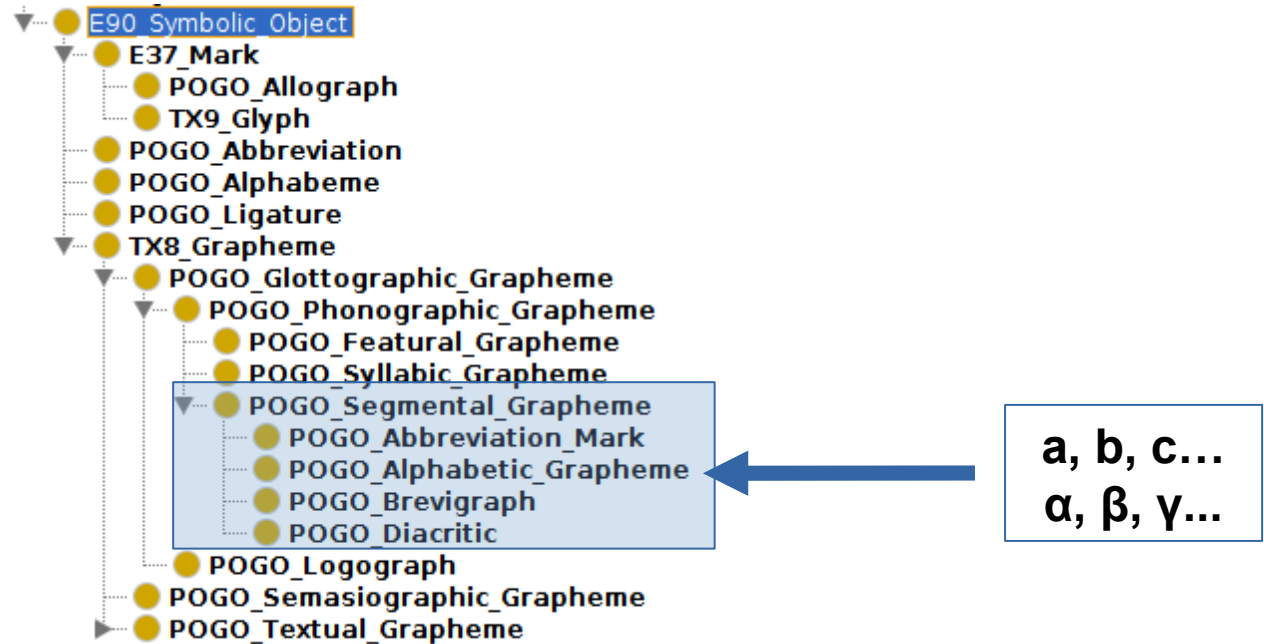 E90_Symbolic_Object
E37_Mark
POGO_Allograph
TX9_Glyph
POGO_Abbreviation
POGO_Alphabeme
POGO_Ligature
TX8_Grapheme
POGO_Glottographic_Grapheme
POGO_Phonographic_Grapheme
POGO_Featural_Grapheme
POGO_Syllabic_Grapheme
POGO_Segmental_Grapheme
POGO_Abbreviation_Mark
POGO_Alphabetic_Grapheme
POGO_Brevigraph
POGO_Diacritic
POGO_Logograph
POGO_Semasiographic_Grapheme
POGO_Textual_Grapheme
a, b, c…
α, β, γ...